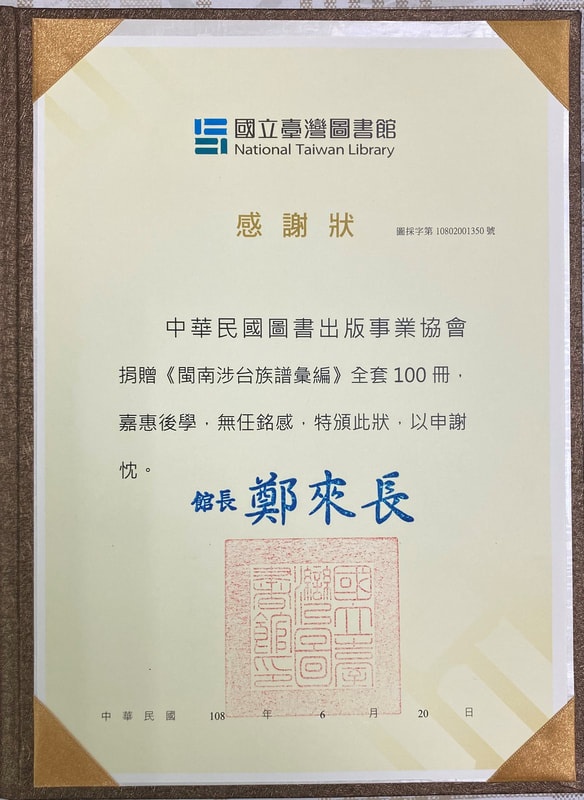 國立臺灣圖書館
National Taiwan Library
感謝狀
圖採字第 10802001350 號
中華民國圖書出版事業協會
捐贈《閩南涉台族譜彙編》全套 100 冊，
嘉惠後學，無任銘感，特頒此狀，以申謝
忱。
館長 鄭來長
國立臺
灣圖
書館印
中華民國 108 年 6 月 20 日